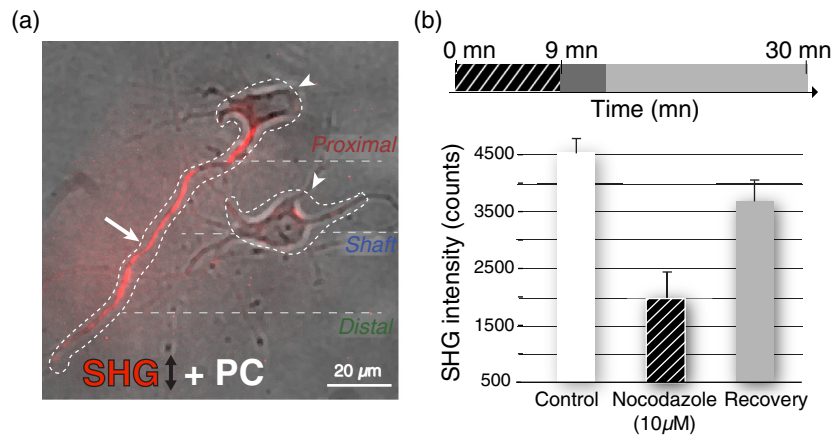 (a)
Proximal
Shaft
Distal
SHG + PC
20 µm
(b)
0 mn 9 mn 30 mn
Time (mn)
SHG intensity (counts)
4500
3500
2500
1500
500
Control Nocodazole Recovery
(10µM)